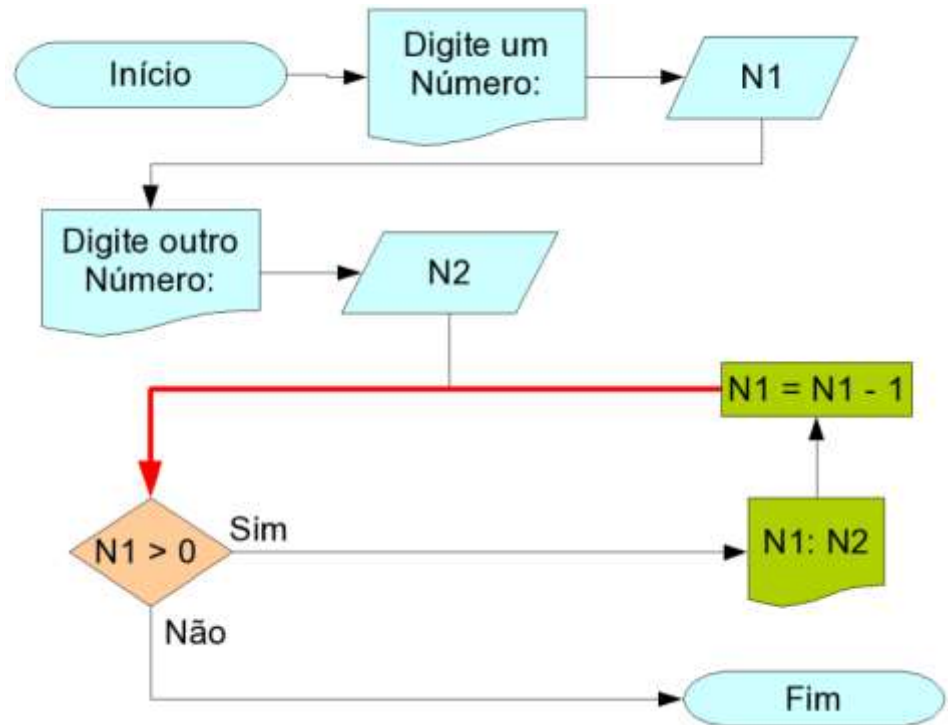 Início
Digite um
Número:
N1
Digite outro
Número:
N2
N1 = N1 - 1
N1 > 0
Sim
N1: N2
Não
Fim